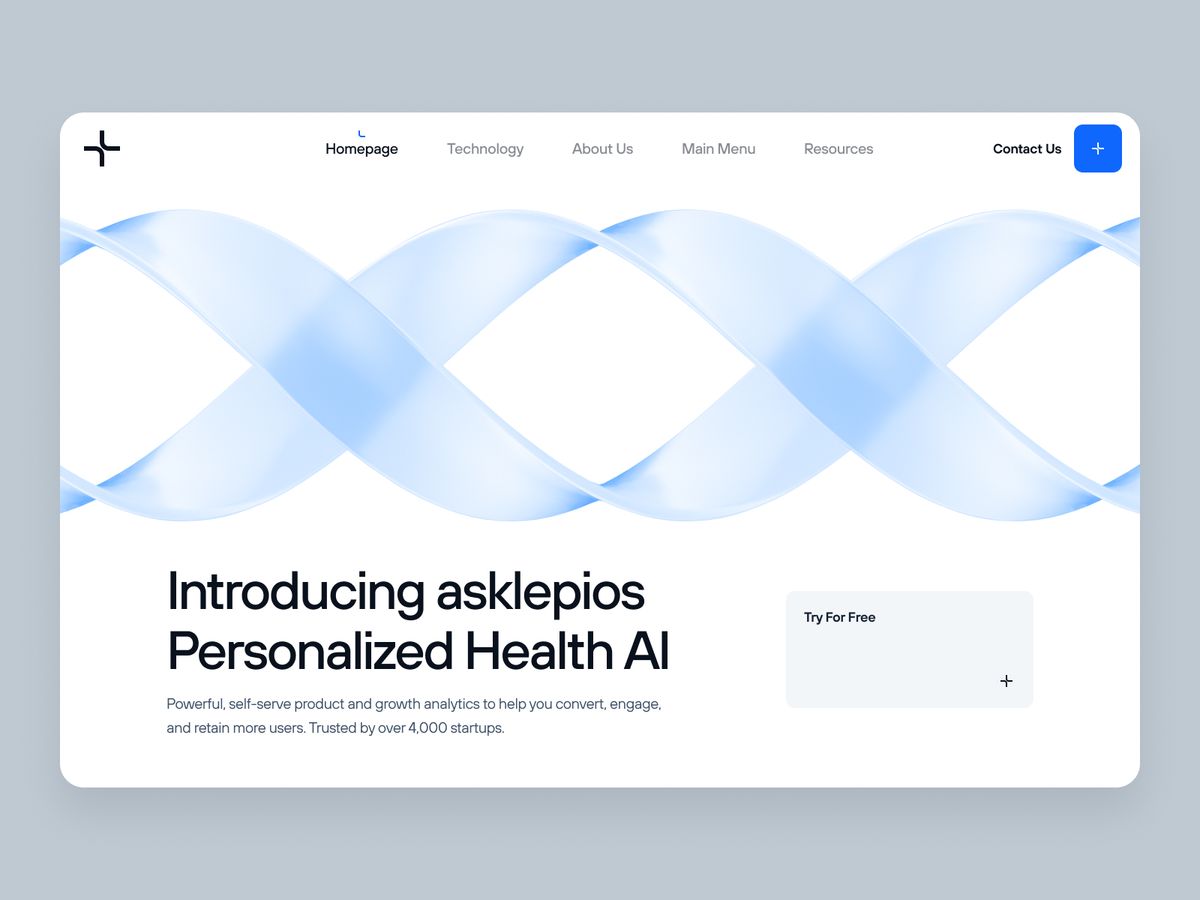 Homepage
Technology
About Us
Main Menu
Resources
Contact Us
Introducing asklepios
Personalized Health AI
Powerful, self-serve product and growth analytics to help you convert, engage,
and retain more users. Trusted by over 4,000 startups.
Try For Free